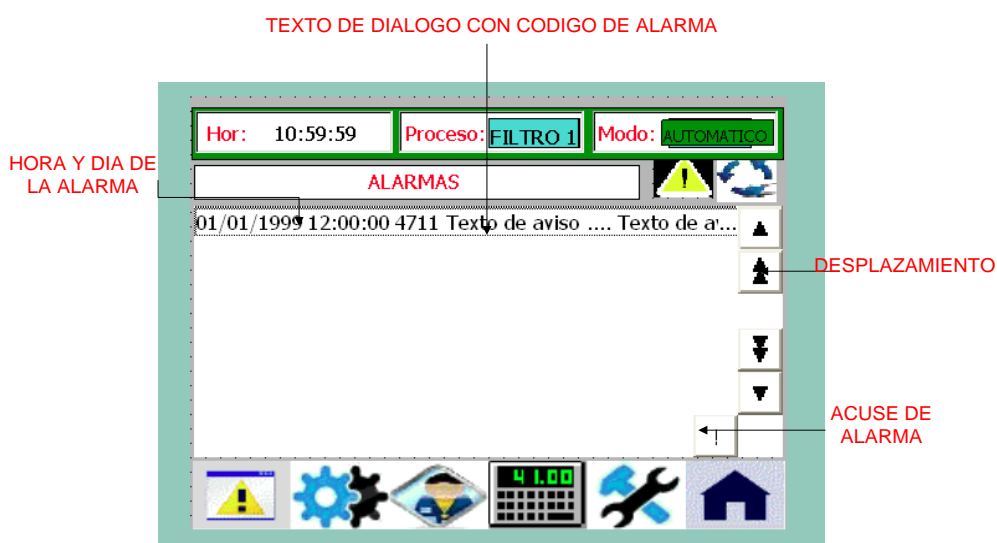 TEXTO DE DIALOGO CON CODIGO DE ALARMA
Hor: 10:59:59 Proceso: FILTRO 1 Modo: AUTOMATICO
HORA Y DIA DE
LA ALARMA
ALARMAS
01/01/1999 12:00:00 4711 Texto de aviso .... Texto de a'...
DESPLAZAMIENTO
ACUSE DE
ALARMA
!
41.00